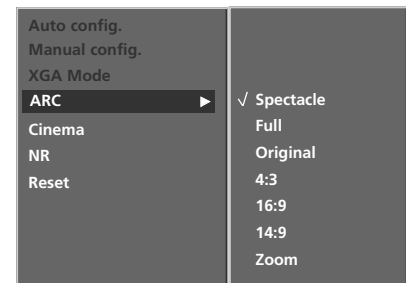 Auto config.
Manual config.
XGA Mode
ARC ▶
Cinema
NR
Reset
√ Spectacle
Full
Original
4:3
16:9
14:9
Zoom